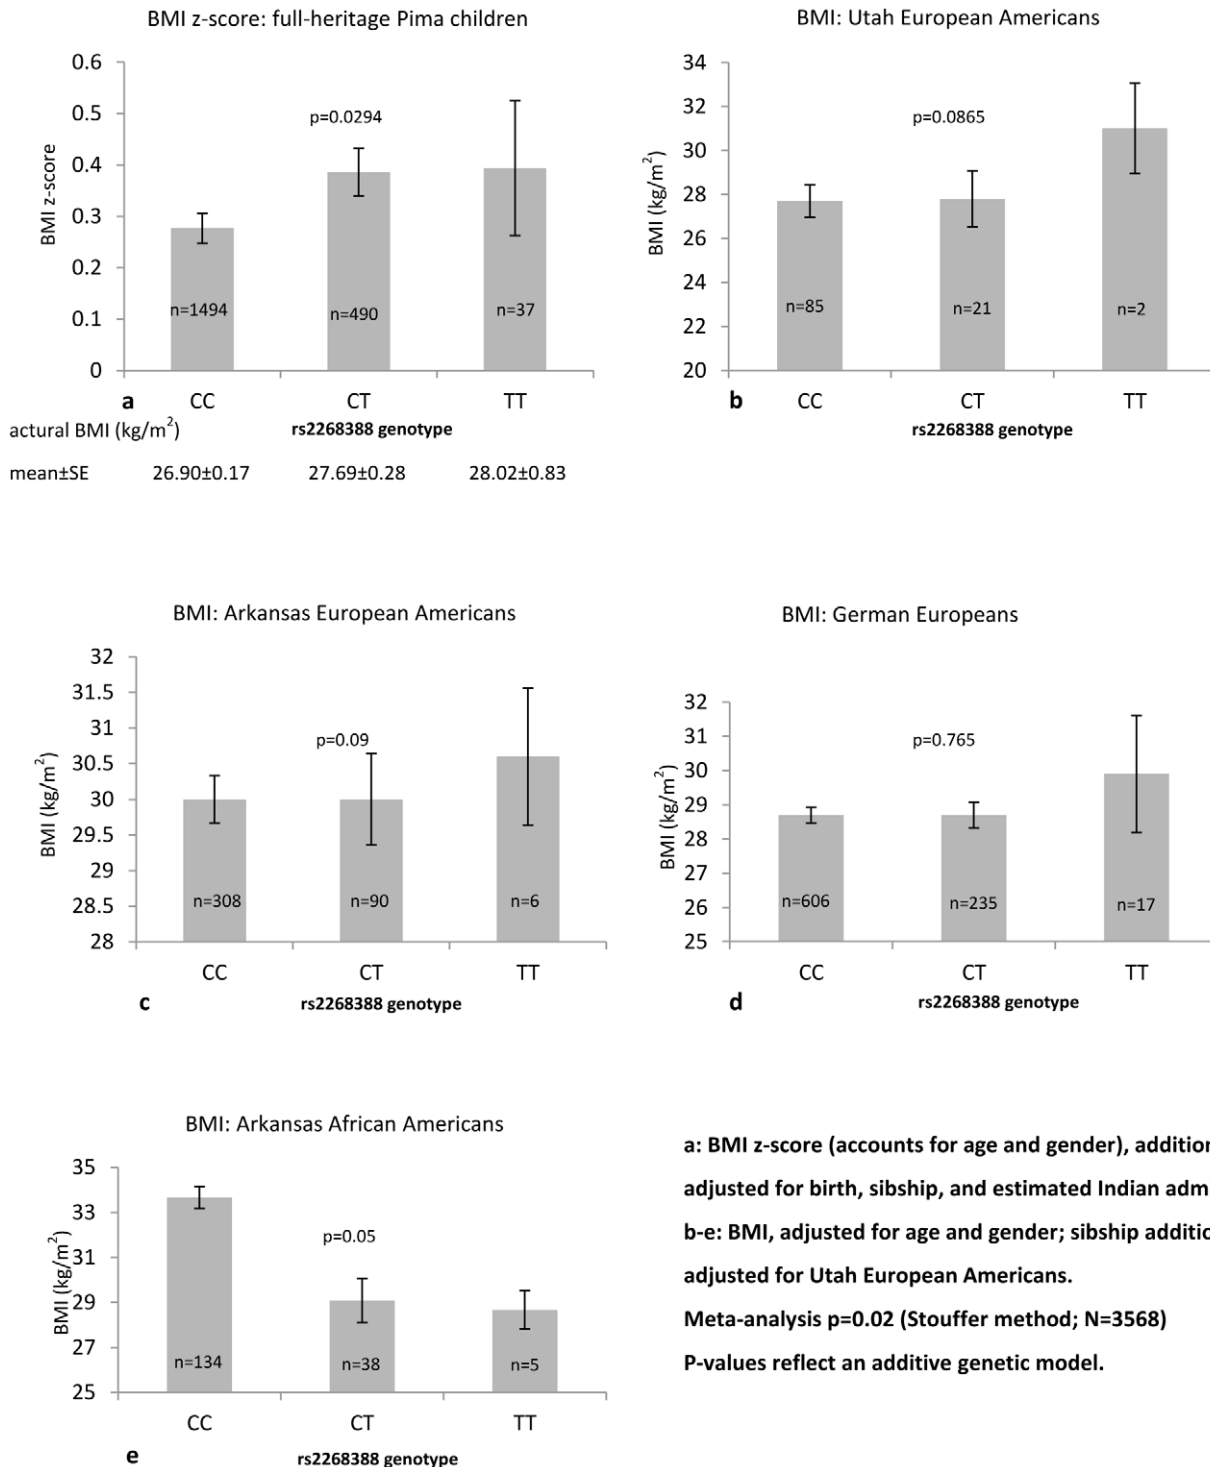 BMI z-score: full-heritage Pima children
0.6
0.5
0.4
0.3
0.2
0.1
0
BMI z-score
p=0.0294
n=1494
n=490
n=37
CC
CT
TT
a
rs2268388 genotype
actural BMI (kg/m²)
mean±SE 26.90±0.17 27.69±0.28 28.02±0.83
BMI: Utah European Americans
34
32
30
28
26
24
22
20
BMI (kg/m²)
p=0.0865
n=85
n=21
n=2
CC
CT
TT
b
rs2268388 genotype
BMI: Arkansas European Americans
32
31.5
31
30.5
30
29.5
29
28.5
28
BMI (kg/m²)
p=0.09
n=308
n=90
n=6
CC
CT
TT
c
rs2268388 genotype
BMI: German Europeans
32
31
30
29
28
27
26
25
BMI (kg/m²)
p=0.765
n=606
n=235
n=17
CC
CT
TT
d
rs2268388 genotype
BMI: Arkansas African Americans
35
33
31
29
27
25
BMI (kg/m²)
p=0.05
n=134
n=38
n=5
CC
CT
TT
e
rs2268388 genotype
a: BMI z-score (accounts for age and gender), addition
adjusted for birth, sibship, and estimated Indian adm
b-e: BMI, adjusted for age and gender; sibship additio
adjusted for Utah European Americans.
Meta-analysis p=0.02 (Stouffer method; N=3568)
P-values reflect an additive genetic model.